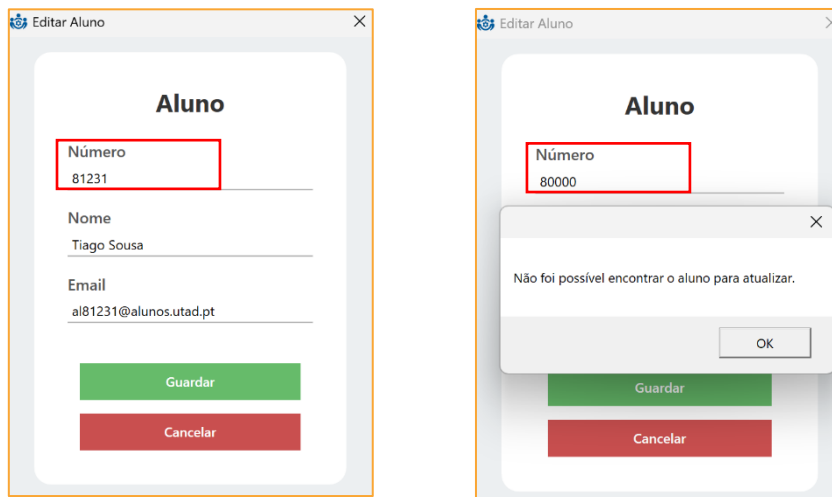 Editar Aluno
Aluno
Número
81231
Nome
Tiago Sousa
Email
al81231@alunos.utad.pt
Guardar
Cancelar
Editar Aluno
Aluno
Número
80000
Não foi possível encontrar o aluno para atualizar.
OK
Guardar
Cancelar